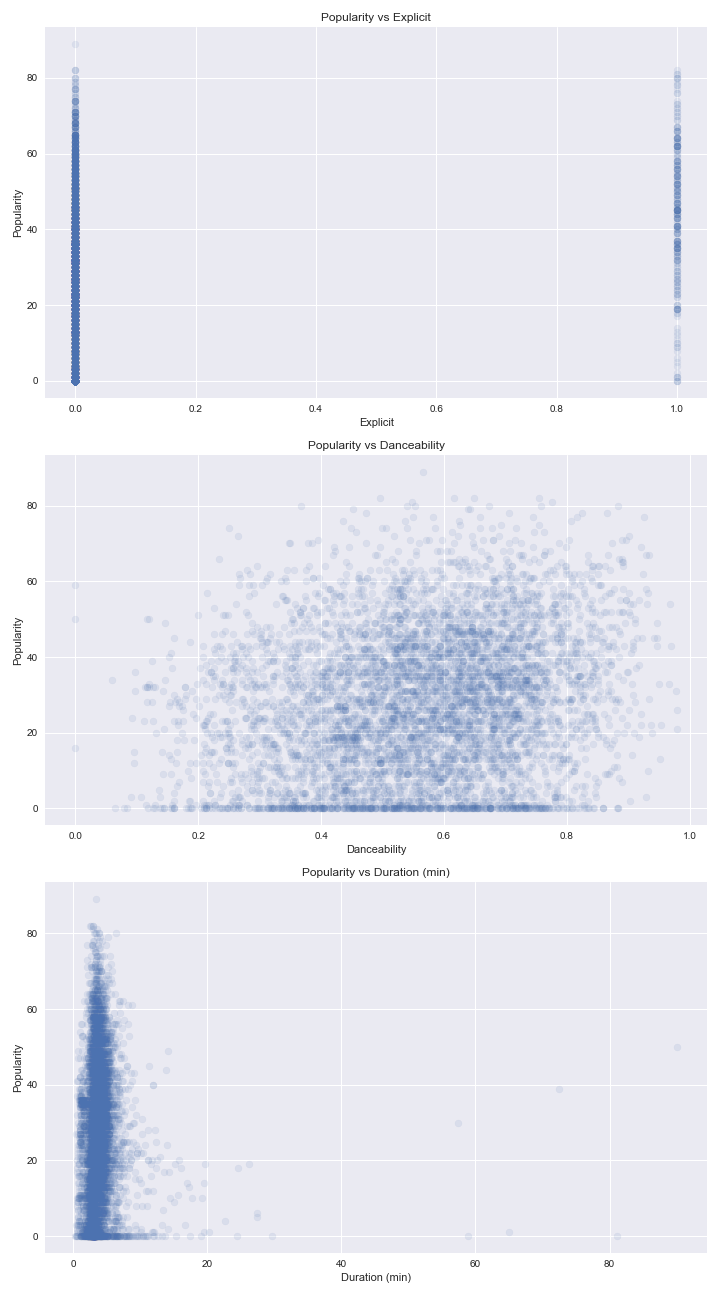 Popularity vs Explicit
80
60
40
20
0
Popularity
0.0 0.2 0.4 0.6 0.8 1.0
Explicit
Popularity vs Danceability
80
60
40
20
0
Popularity
0.0 0.2 0.4 0.6 0.8 1.0
Danceability
Popularity vs Duration (min)
80
60
40
20
0
Popularity
0 20 40 60 80
Duration (min)